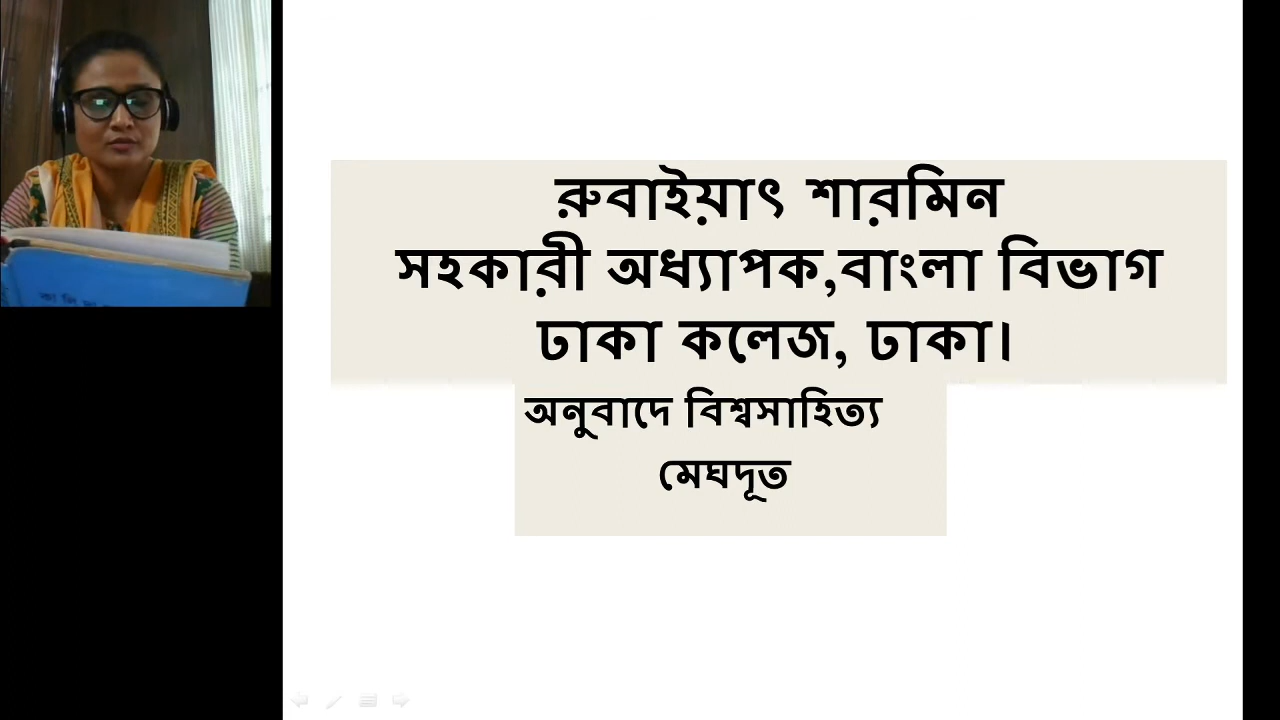 রুবাইয়াৎ শারমিন
সহকারী অধ্যাপক,বাংলা বিভাগ
ঢাকা কলেজ, ঢাকা।
অনুবাদে বিশ্বসাহিত্য
মেঘদূত